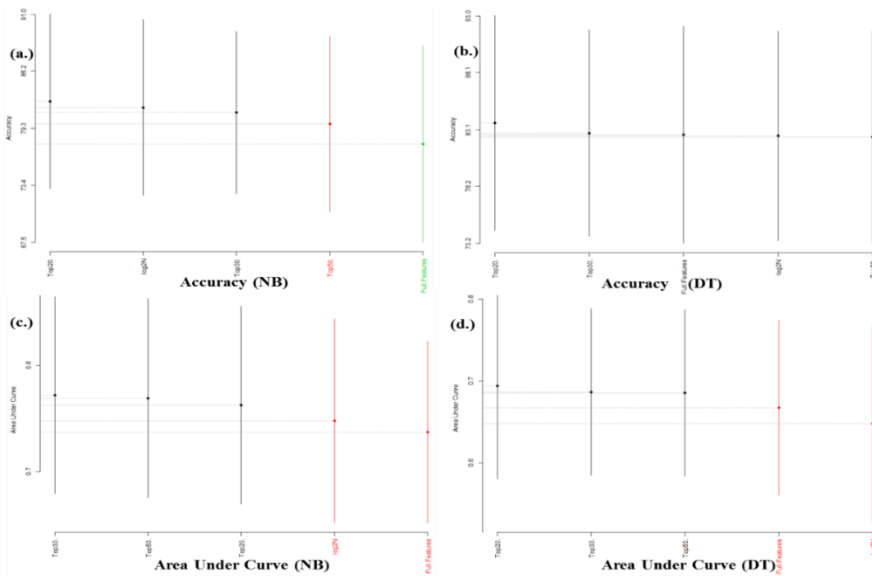 (a.)
91.0
85.2
79.3
73.4
67.5
Accuracy
Top20.
log2N
Top30.
Top50.
Full Features
Accuracy (NB)
(b.)
93.0
88.1
83.1
78.2
73.2
Accuracy
Top20.
Top30.
Full Features
log2N
Accuracy (DT)
(c.)
0.8
0.7
Area Under Curve
Top30.
Top50.
Top20.
log2N
Full Features
Area Under Curve (NB)
(d.)
0.8
0.7
0.6
Area Under Curve
Top20.
Top30.
Top50.
Full Features
Area Under Curve (DT)